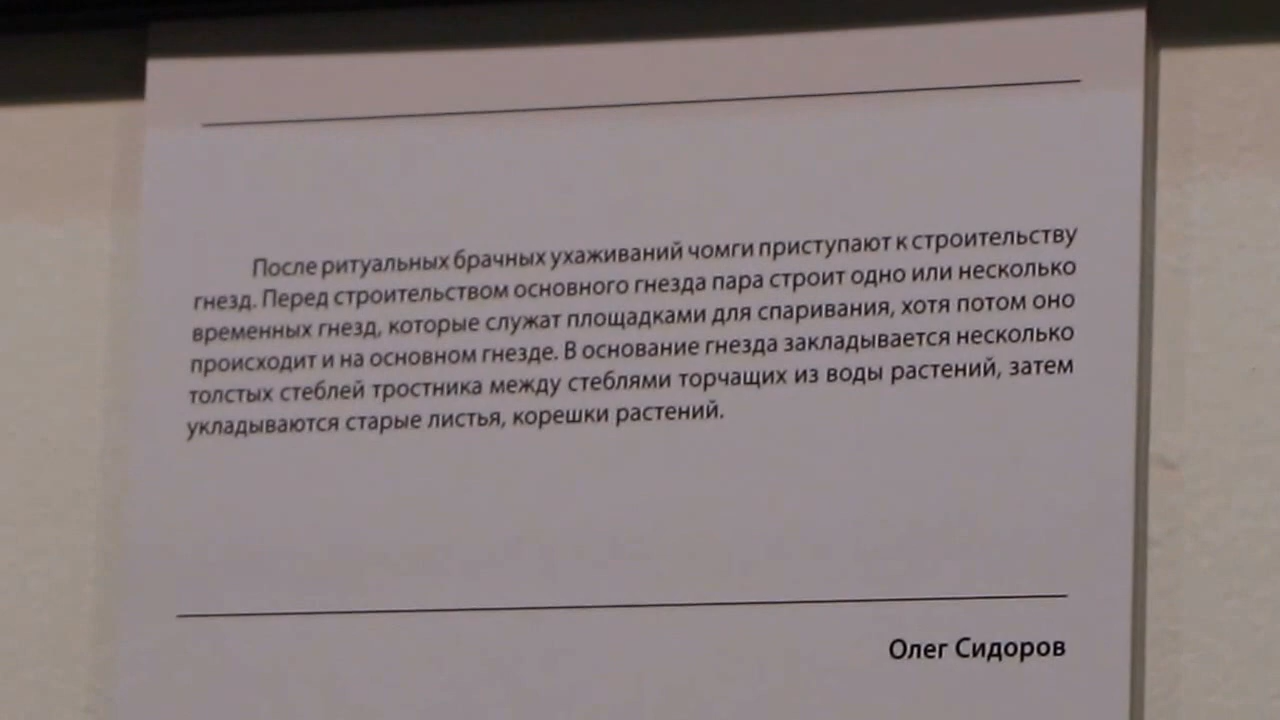 После ритуальных брачных ухаживаний чомги приступают к строительству
гнезд. Перед строительством основного гнезда пара строит одно или несколько
временных гнезд, которые служат площадками для спаривания, хотя потом оно
происходит и на основном гнезде. В основание гнезда закладывается несколько
толстых стеблей тростника между стеблями торчащих из воды растений, затем
укладываются старые листья, корешки растений.
Олег Сидоров